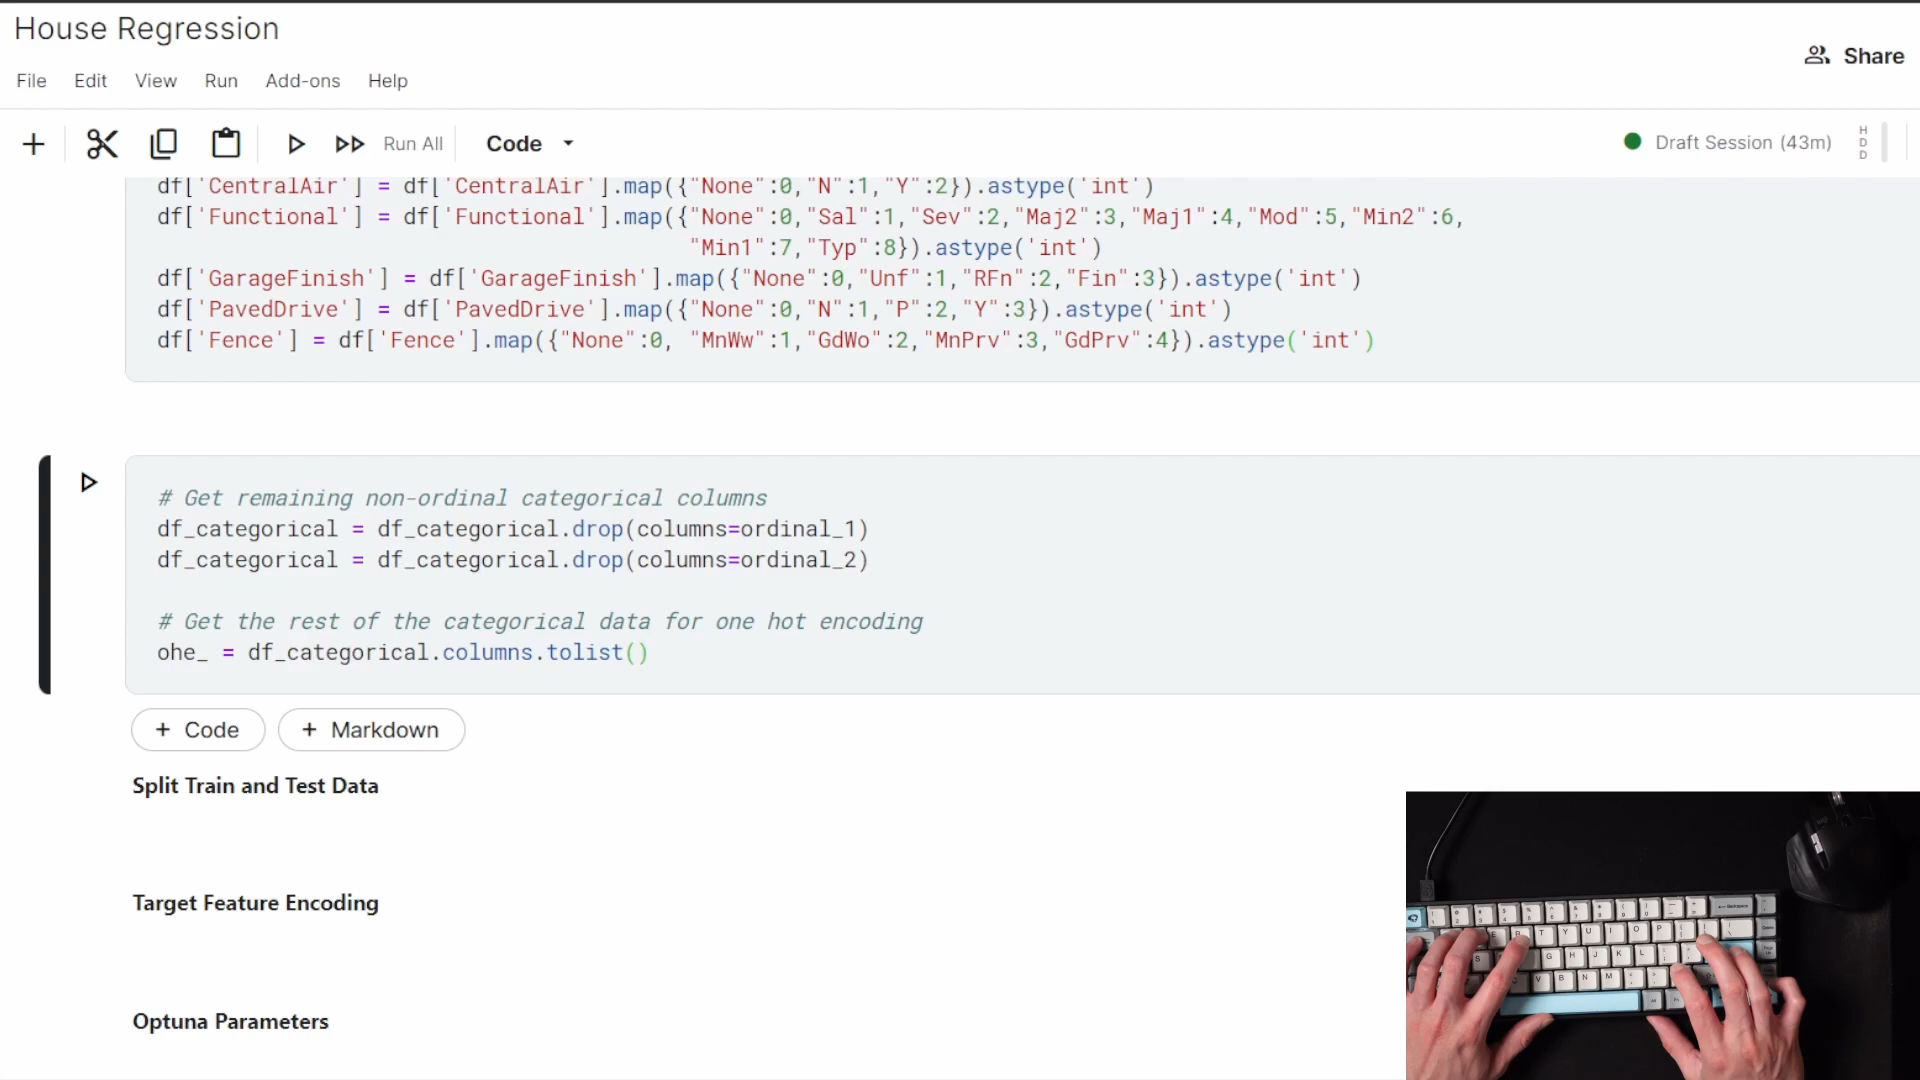 House Regression
Share
File Edit View Run Add-ons Help
Run All Code Draft Session (43m) HDD
df['CentralAir'] = df['CentralAir'].map({"None":0,"N":1,"Y":2}).astype('int')
df['Functional'] = df['Functional'].map({"None":0,"Sal":1,"Sev":2,"Maj2":3,"Maj1":4,"Mod":5,"Min2":6,
"Min1":7,"Typ":8}).astype('int')
df['GarageFinish'] = df['GarageFinish'].map({"None":0,"Unf":1,"RFn":2,"Fin":3}).astype('int')
df['PavedDrive'] = df['PavedDrive'].map({"None":0,"N":1,"P":2,"Y":3}).astype('int')
df['Fence'] = df['Fence'].map({"None":0, "MnWw":1,"GdWo":2,"MnPrv":3,"GdPrv":4}).astype('int')
# Get remaining non-ordinal categorical columns
df_categorical = df_categorical.drop(columns=ordinal_1)
df_categorical = df_categorical.drop(columns=ordinal_2)
# Get the rest of the categorical data for one hot encoding
ohe_ = df_categorical.columns.tolist()
+ Code + Markdown
Split Train and Test Data
Target Feature Encoding
Optuna Parameters